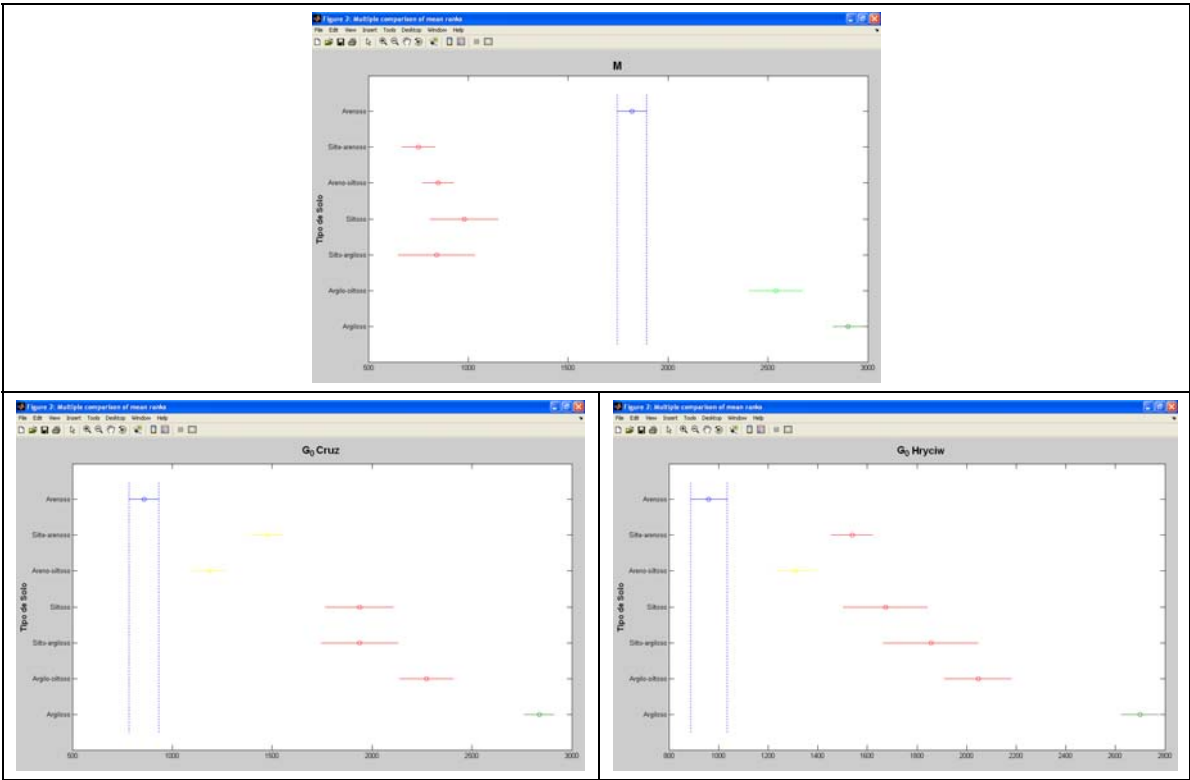 Figure 2: Multiple comparison of mean ranks
File Edit View Insert Tools Desktop Window Help
M
Tipo de Solo
Arenoso
Silto-arenoso
Areno-siltoso
Siltoso
Silto-argiloso
Argilo-siltoso
Argiloso
500 1000 1500 2000 2500 3000
Figure 2: Multiple comparison of mean ranks
File Edit View Insert Tools Desktop Window Help
G₀ Cruz
Tipo de Solo
Arenoso
Silto-arenoso
Areno-siltoso
Siltoso
Silto-argiloso
Argilo-siltoso
Argiloso
500 1000 1500 2000 2500 3000
Figure 2: Multiple comparison of mean ranks
File Edit View Insert Tools Desktop Window Help
G₀ Hryciw
Tipo de Solo
Arenoso
Silto-arenoso
Areno-siltoso
Siltoso
Silto-argiloso
Argilo-siltoso
Argiloso
800 1000 1200 1400 1600 1800 2000 2200 2400 2600 2800